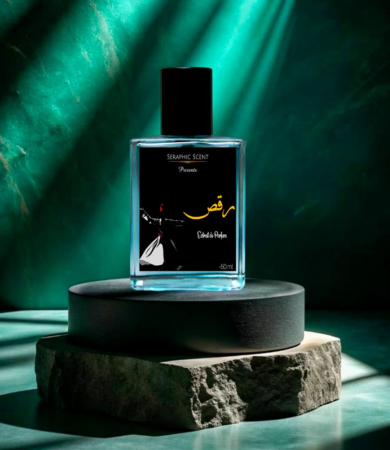 SERAPHIC SCENT
Presents
رقص
Extrait de Parfum
50ml